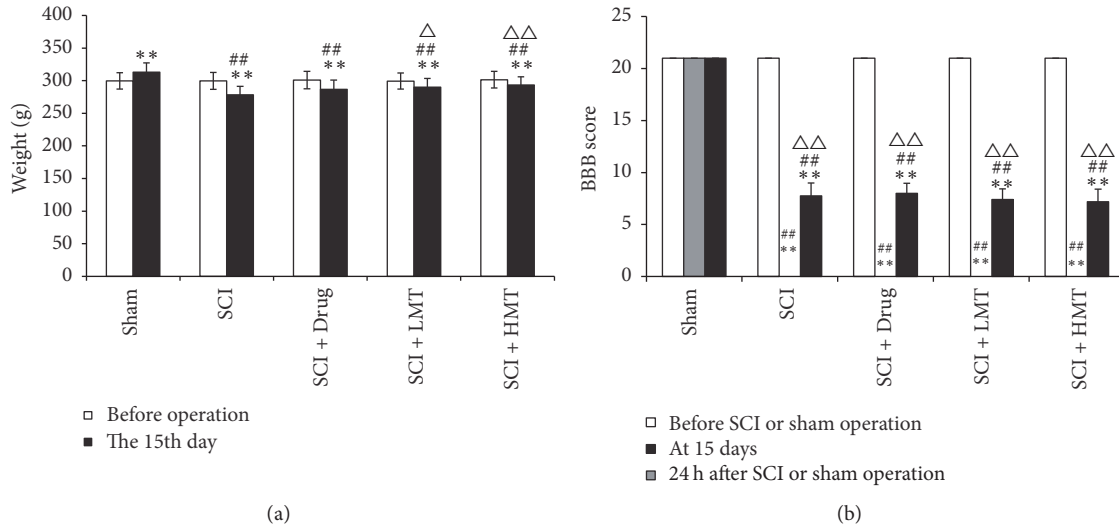 400
350
300
250
200
150
100
50
0
Weight (g)
**
##
**
##
**
△
##
**
△△
##
**
Sham
SCI
SCI + Drug
SCI + LMT
SCI + HMT
Before operation
The 15th day
(a)
25
20
15
10
5
0
BBB score
##
**
△△
##
**
##
**
△△
##
**
##
**
△△
##
**
##
**
△△
##
**
Sham
SCI
SCI + Drug
SCI + LMT
SCI + HMT
Before SCI or sham operation
At 15 days
24 h after SCI or sham operation
(b)